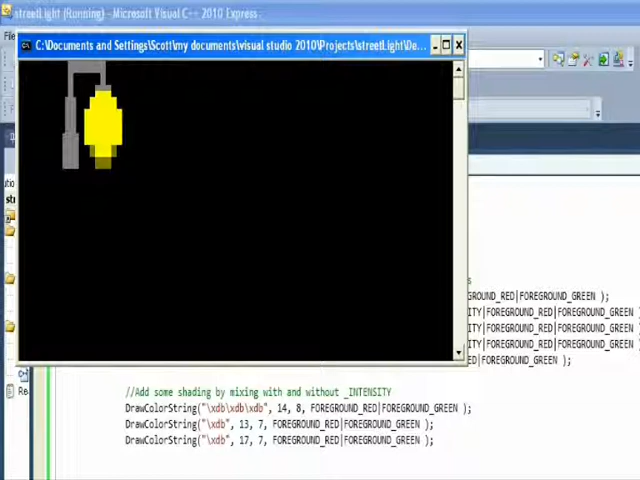 streetLight (Running) - Microsoft Visual C++ 2010 Express
C:\Documents and Settings\Scott\my documents\visual studio 2010\Projects\streetLight\De...
File
ROUND_RED|FOREGROUND_GREEN );
ITY|FOREGROUND_RED|FOREGROUND_GREEN )
ITY|FOREGROUND_RED|FOREGROUND_GREEN )
ITY|FOREGROUND_RED|FOREGROUND_GREEN )
ED|FOREGROUND_GREEN );
//Add some shading by mixing with and without _INTENSITY
DrawColorString("\xdb\xdb\xdb", 14, 8, FOREGROUND_RED|FOREGROUND_GREEN );
DrawColorString("\xdb", 13, 7, FOREGROUND_RED|FOREGROUND_GREEN );
DrawColorString("\xdb", 17, 7, FOREGROUND_RED|FOREGROUND_GREEN );